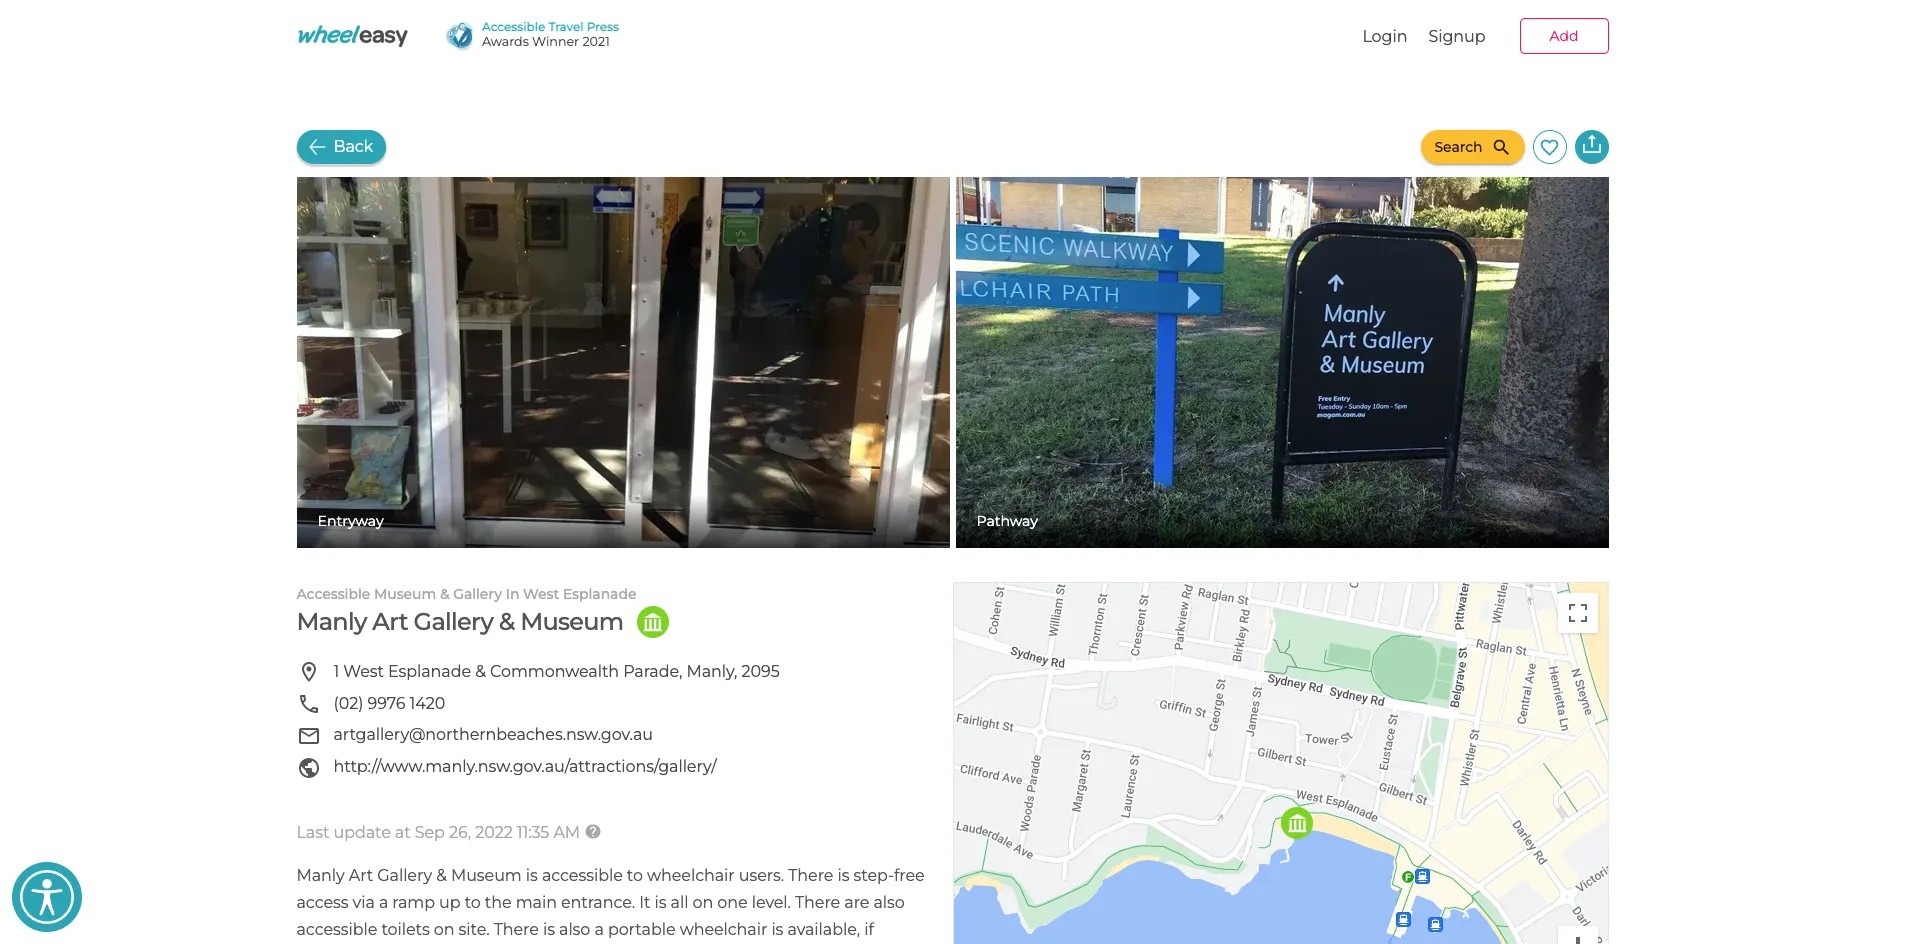 wheeleasy
Accessible Travel Press
Awards Winner 2021
Login
Signup
Add
Back
Search
SCENIC WALKWAY
LCHAIR PATH
Manly
Art Gallery
& Museum
Free Entry
Tuesday - Sunday 10am - 5pm
magam.com.au
Entryway
Pathway
Accessible Museum & Gallery In West Esplanade
Manly Art Gallery & Museum
1 West Esplanade & Commonwealth Parade, Manly, 2095
(02) 9976 1420
artgallery@northernbeaches.nsw.gov.au
http://www.manly.nsw.gov.au/attractions/gallery/
Last update at Sep 26, 2022 11:35 AM
Manly Art Gallery & Museum is accessible to wheelchair users. There is step-free
access via a ramp up to the main entrance. It is all on one level. There are also
accessible toilets on site. There is also a portable wheelchair is available, if
Cohen St
William St
Thornton St
Crescent St
Parkview Rd
Raglan St
Birkley Rd
Pittwater
Whistler
Sydney Rd
Raglan St
Belgrave St
Sydney Rd
Sydney Rd
Central Ave
Henrietta Ln
N Steyne
Fairlight St
Griffin St
George St
James St
Tower St
Eustace St
Whistler St
Gilbert St
Clifford Ave
Woods Parade
Margaret St
Laurence St
Gilbert St
West Esplanade
Lauderdale Ave
Darley Rd
Victoria
Darl
F